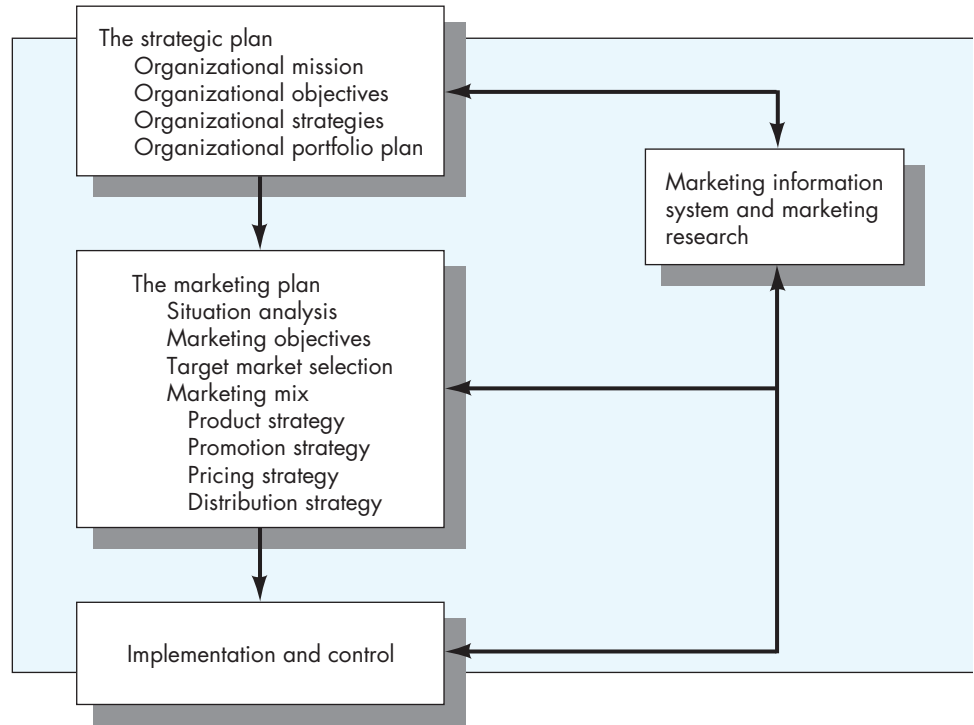 The strategic plan
Organizational mission
Organizational objectives
Organizational strategies
Organizational portfolio plan
Marketing information
system and marketing
research
The marketing plan
Situation analysis
Marketing objectives
Target market selection
Marketing mix
Product strategy
Promotion strategy
Pricing strategy
Distribution strategy
Implementation and control